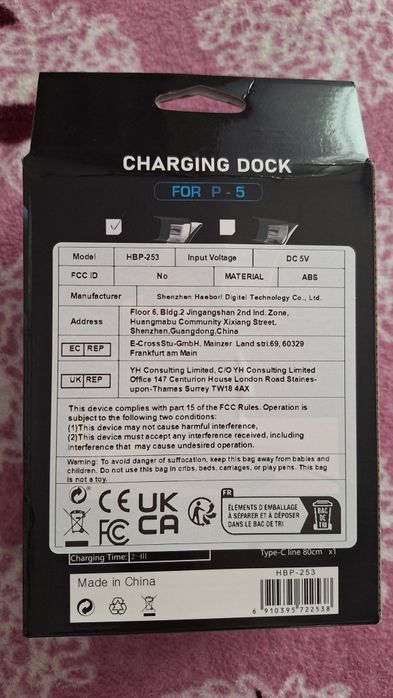 CHARGING DOCK
FOR P - 5
Model HBP-253 Input Voltage DC 5V
FCC ID No MATERIAL ABS
Manufacturer Shenzhen Haeborl Digital Technology Co., Ltd.
Address Floor 6, Bldg.2 Jingangshan 2nd Ind. Zone,
Huangmabu Community Xixiang Street,
Shenzhen,Guangdong,China
EC REP E-CrossStu-GmbH, Mainzer Land stri.69, 60329
Frankfurt am Main
UK REP YH Consulting Limited, C/O YH Consulting Limited
Office 147 Centurion House London Road Staines-
upon-Thames Surrey TW18 4AX
This device complies with part 15 of the FCC Rules. Operation is
subject to the following two conditions:
(1)This device may not cause harmful interference,
(2)This device must accept any interference received, including
interference that may cause undesired operation.
Warning: To avoid danger of suffocation, keep this bag away from babies and
children. Do not use this bag in cribs, beds, carriages, or play pens. This bag
is not a toy.
CE UK
CA
FC
FR
ÉLÉMENTS D'EMBALLAGE
À SÉPARER ET À DÉPOSER
DANS LE BAC DE TRI
BAC
DE
TRI
Charging Time: 2-4H Type-C line 80cm x1
Made in China
HBP-253
6 910395 722538